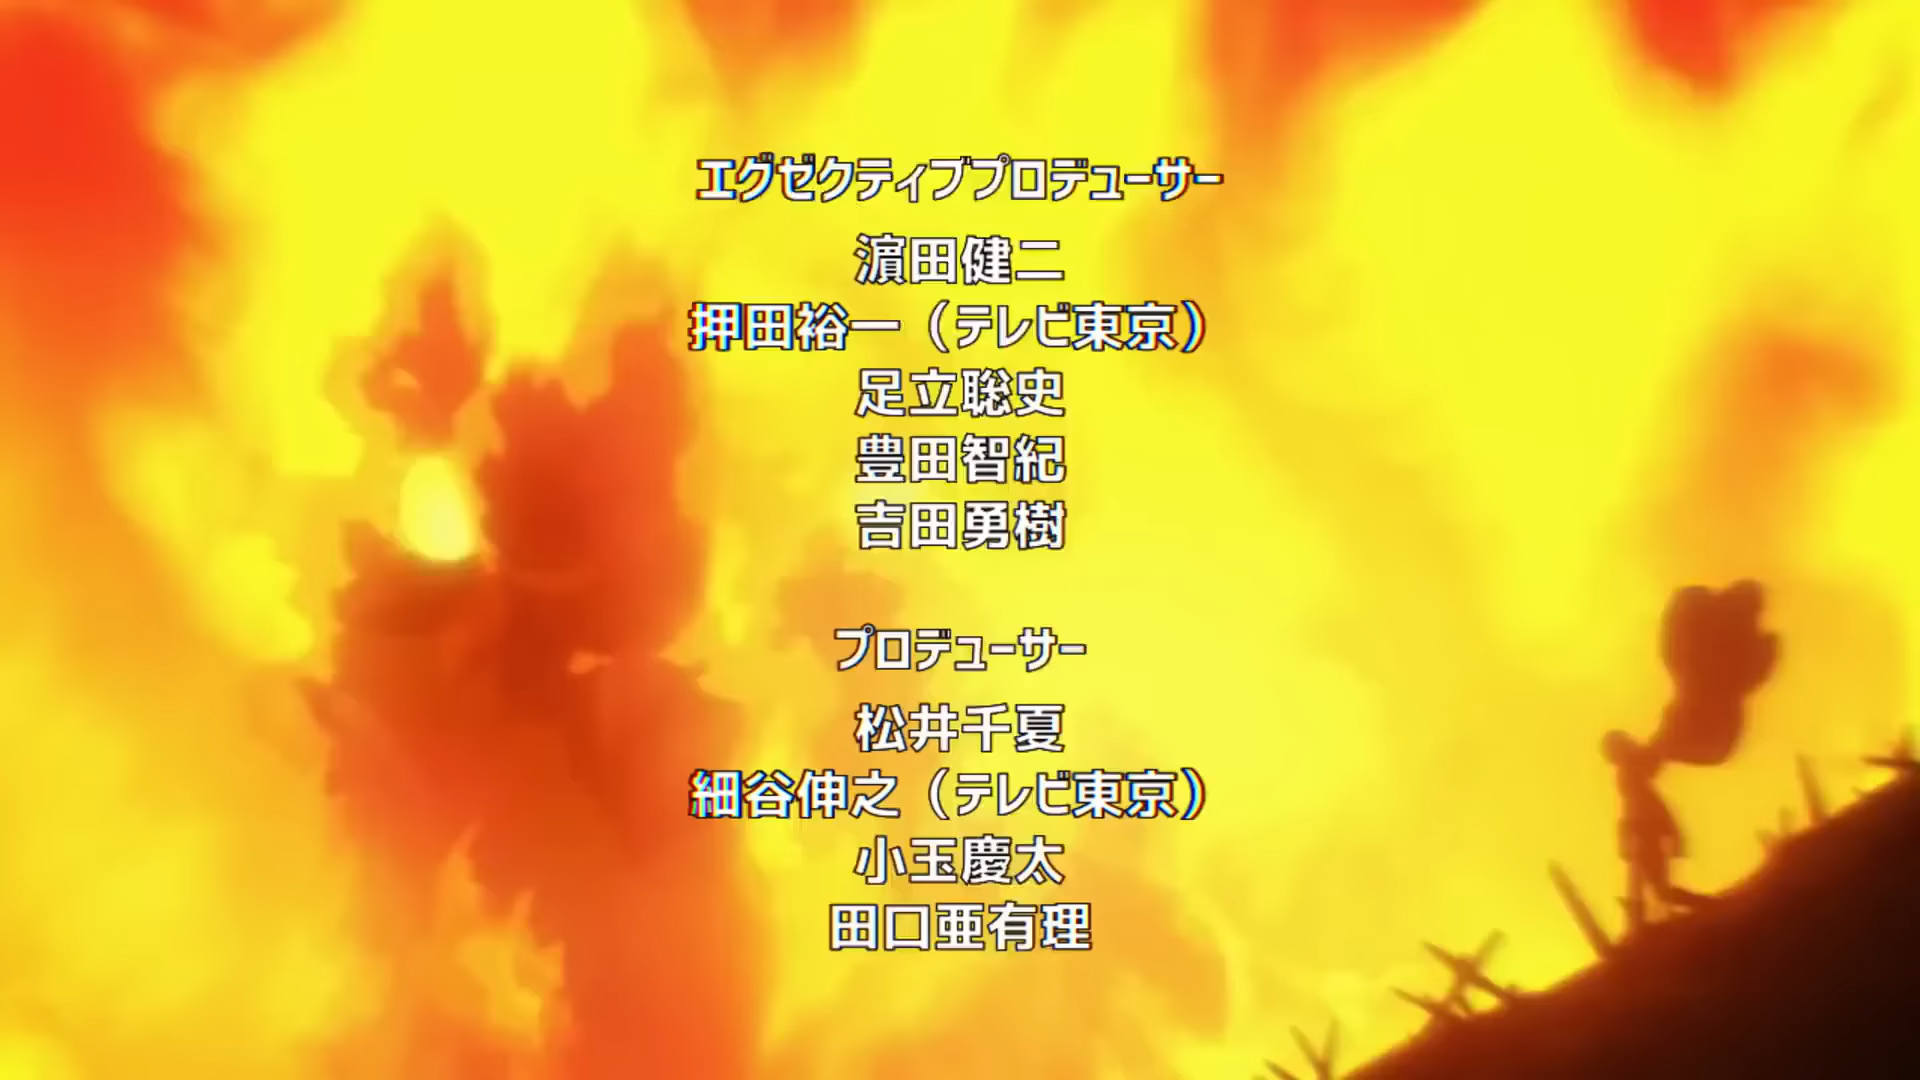 エグゼクティブプロデューサー
濵田健二
押田裕一（テレビ東京）
足立聡史
豊田智紀
吉田勇樹
プロデューサー
松井千夏
細谷伸之（テレビ東京）
小玉慶太
田口亜有理